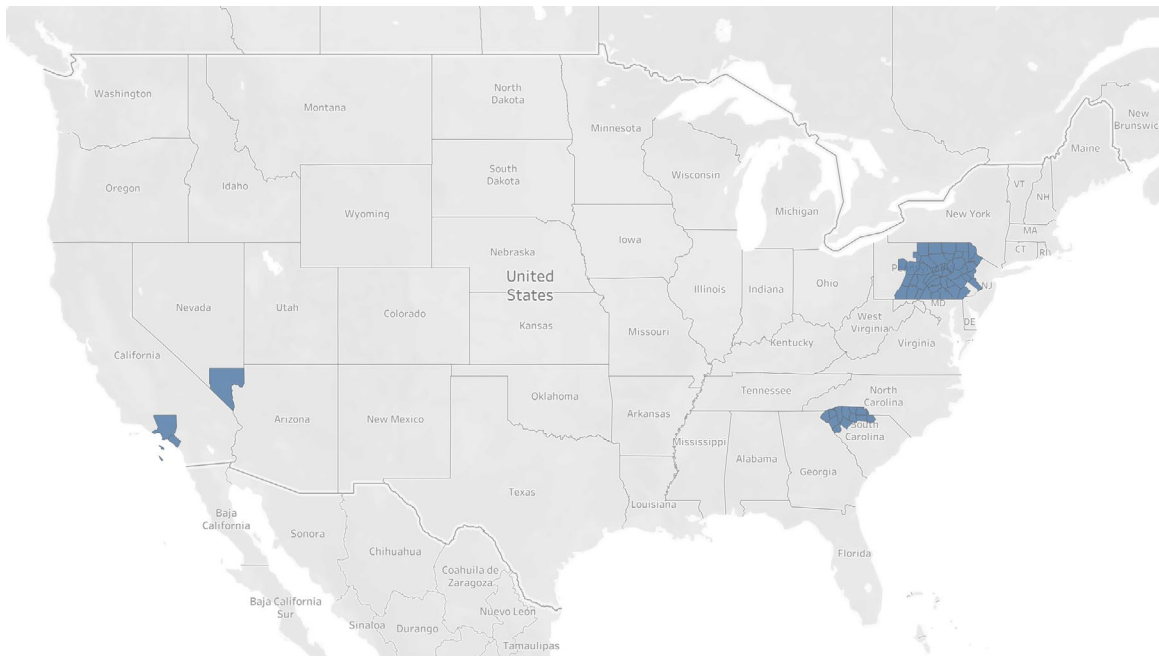 Washington
Montana
North
Dakota
Minnesota
New
Brunswic
Maine
Oregon
Idaho
South
Dakota
Wisconsin
VT
NH
Wyoming
Michigan
New York
MA
Iowa
CT
RI
Nebraska
United
States
Nevada
Utah
Colorado
Illinois
Indiana
Ohio
NJ
MD
Kansas
Missouri
West
Virginia
DE
Kentucky
Virginia
California
Tennessee
North
Carolina
Arizona
New Mexico
Oklahoma
Arkansas
South
Carolina
Mississippi
Alabama
Georgia
Texas
Louisiana
Baja
California
Sonora
Chihuahua
Florida
Coahuila de
Zaragoza
Baja California
Sur
Nuevo León
Sinaloa
Durango
Tamaulipas